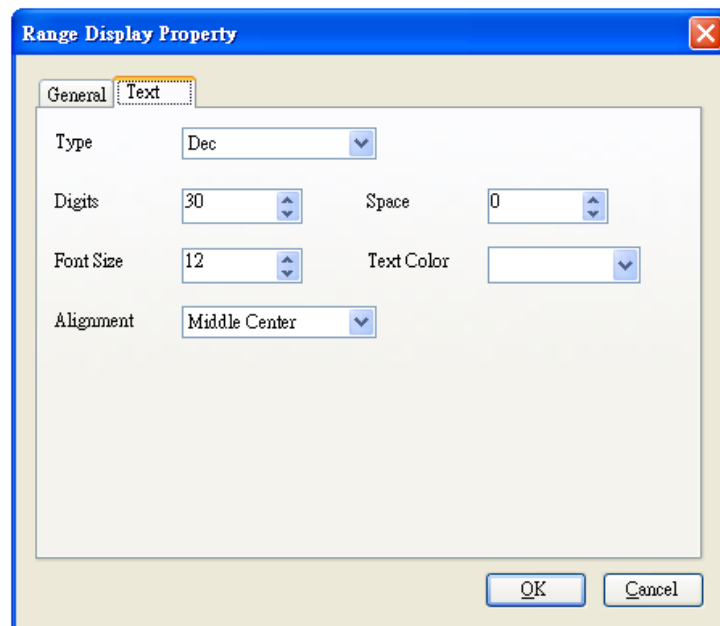 Range Display Property
General Text
Type Dec
Digits 30 Space 0
Font Size 12 Text Color
Alignment Middle Center
OK Cancel